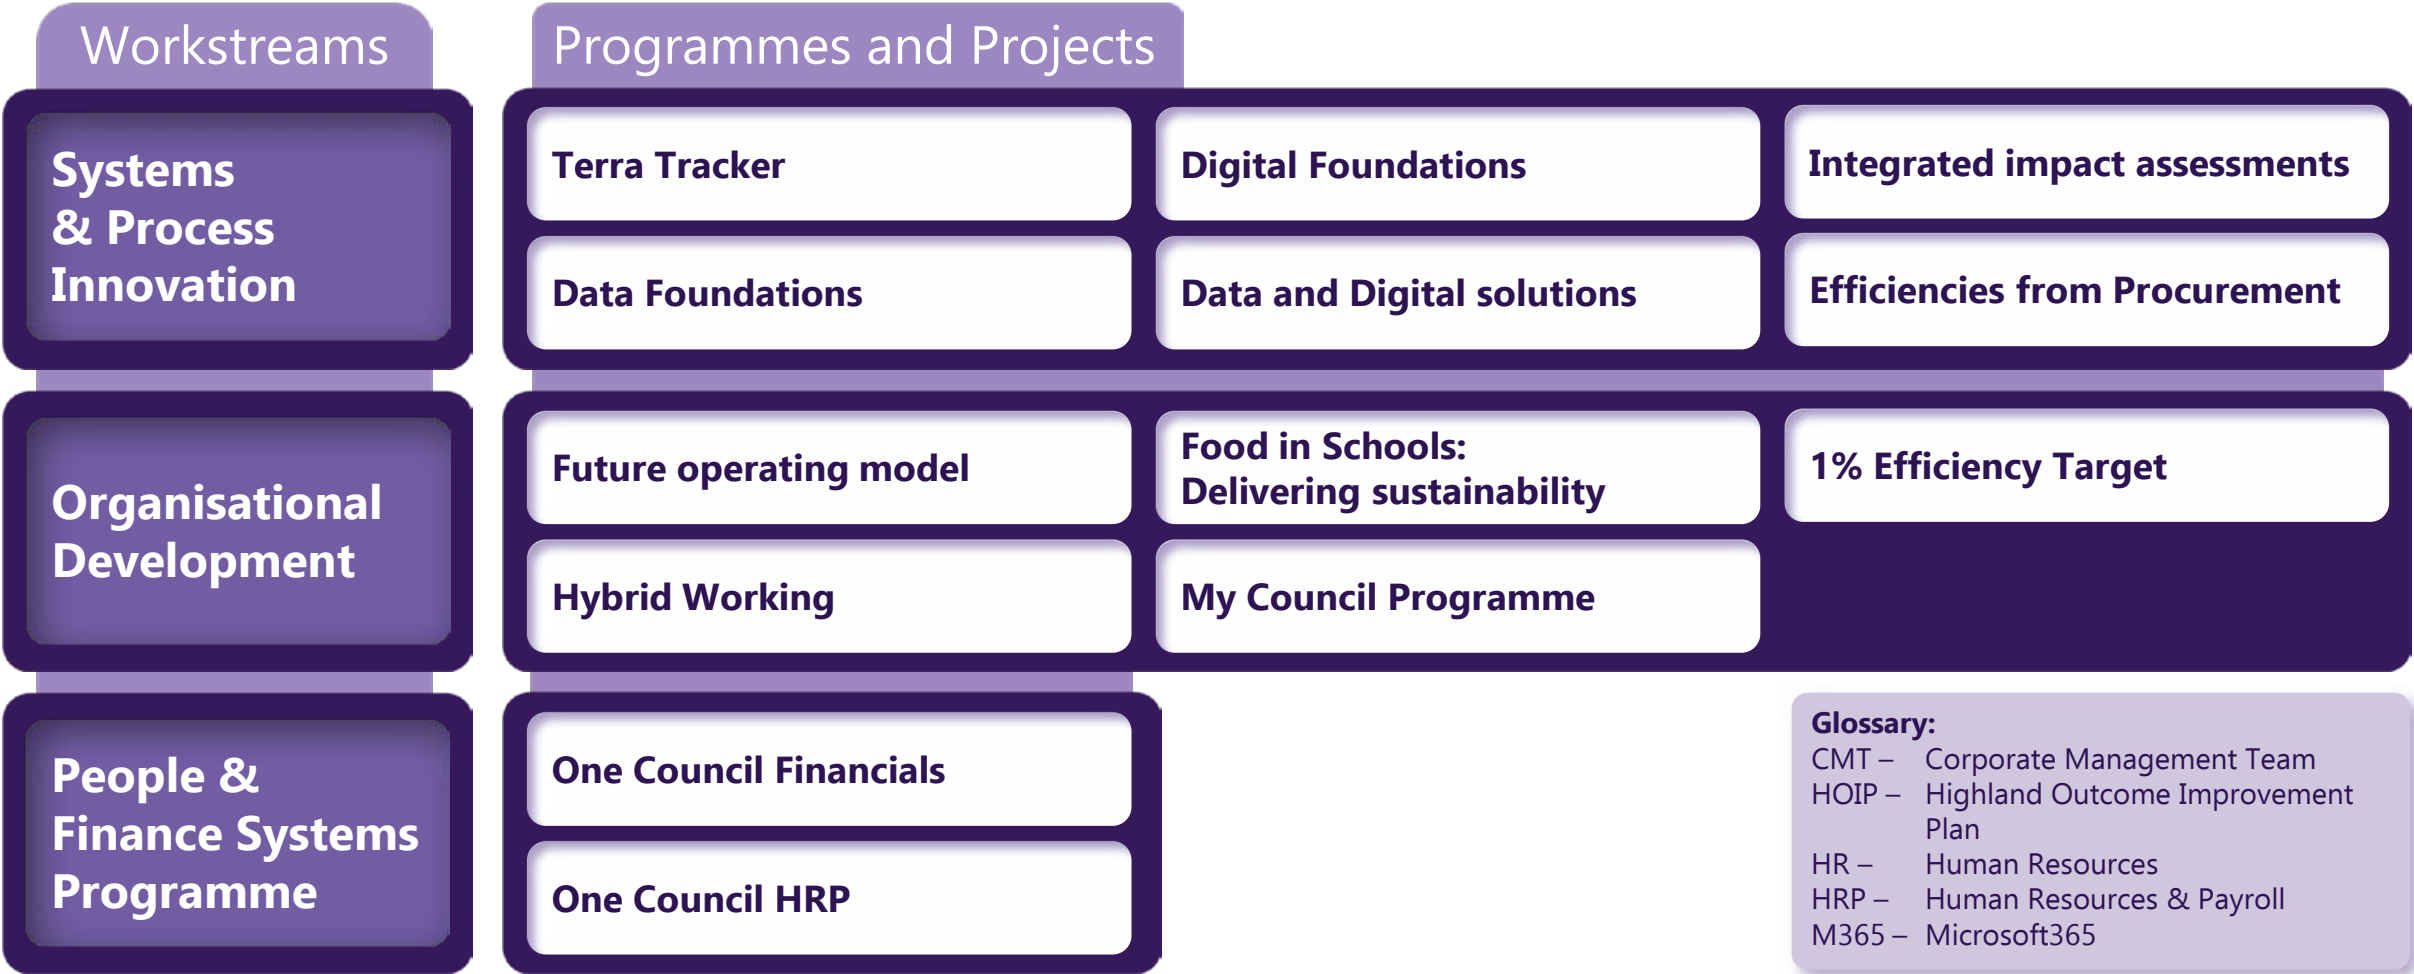 Workstreams
Programmes and Projects
Systems
& Process
Innovation
Terra Tracker
Digital Foundations
Integrated impact assessments
Data Foundations
Data and Digital solutions
Efficiencies from Procurement
Organisational
Development
Future operating model
Food in Schools:
Delivering sustainability
1% Efficiency Target
Hybrid Working
My Council Programme
People &
Finance Systems
Programme
One Council Financials
One Council HRP
Glossary:
CMT – Corporate Management Team
HOIP – Highland Outcome Improvement
Plan
HR – Human Resources
HRP – Human Resources & Payroll
M365 – Microsoft365